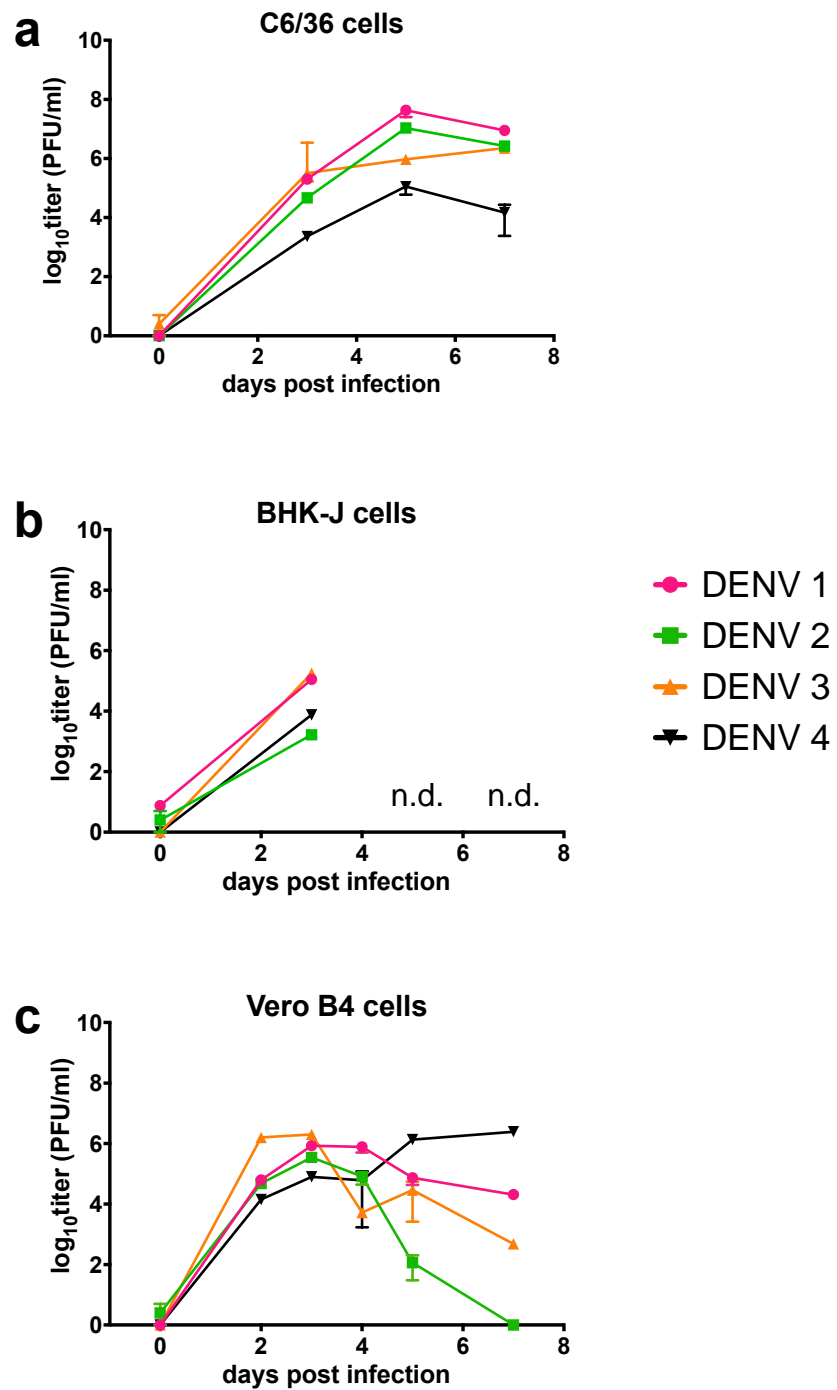 a
C6/36 cells
10
8
6
4
2
0
log₁₀titer (PFU/ml)
0 2 4 6 8
days post infection
b
BHK-J cells
10
8
6
4
2
0
log₁₀titer (PFU/ml)
n.d. n.d.
0 2 4 6 8
days post infection
DENV 1
DENV 2
DENV 3
DENV 4
c
Vero B4 cells
10
8
6
4
2
0
log₁₀titer (PFU/ml)
0 2 4 6 8
days post infection